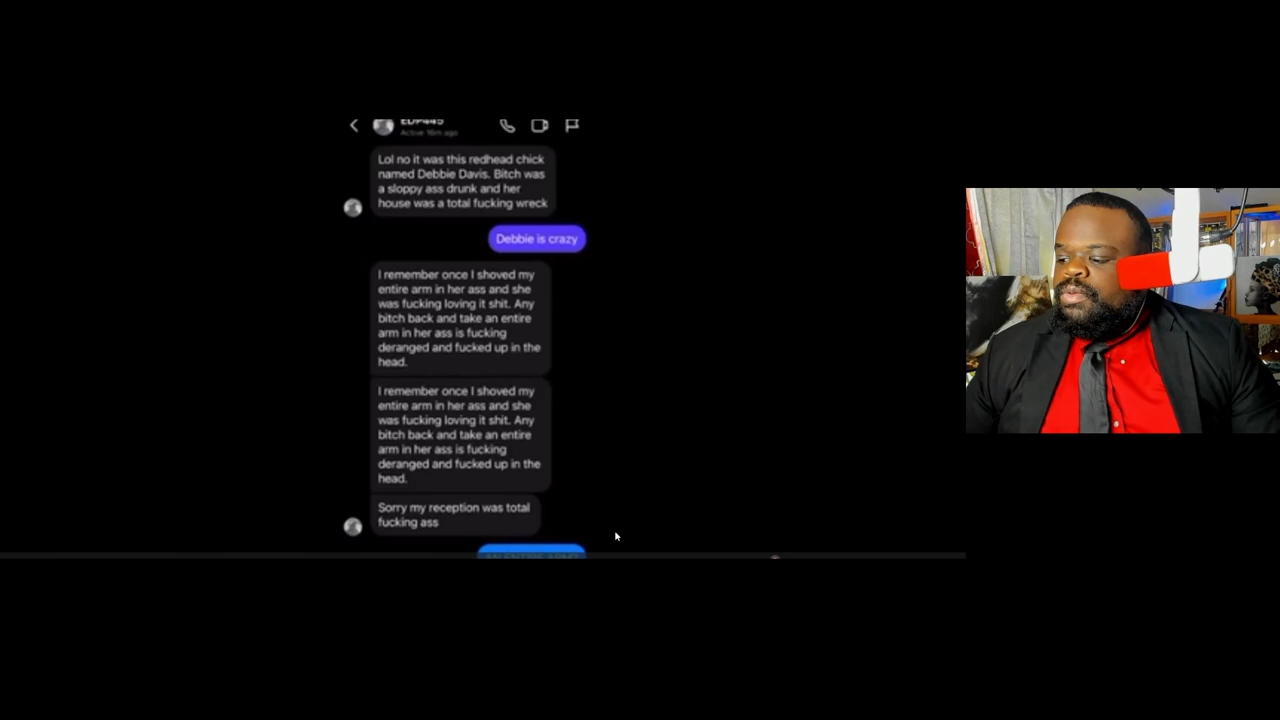 EDP445
Active 16m ago
Lol no it was this redhead chick
named Debbie Davis. Bitch was
a sloppy ass drunk and her
house was a total fucking wreck
Debbie is crazy
I remember once I shoved my
entire arm in her ass and she
was fucking loving it shit. Any
bitch back and take an entire
arm in her ass is fucking
deranged and fucked up in the
head.
I remember once I shoved my
entire arm in her ass and she
was fucking loving it shit. Any
bitch back and take an entire
arm in her ass is fucking
deranged and fucked up in the
head.
Sorry my reception was total
fucking ass